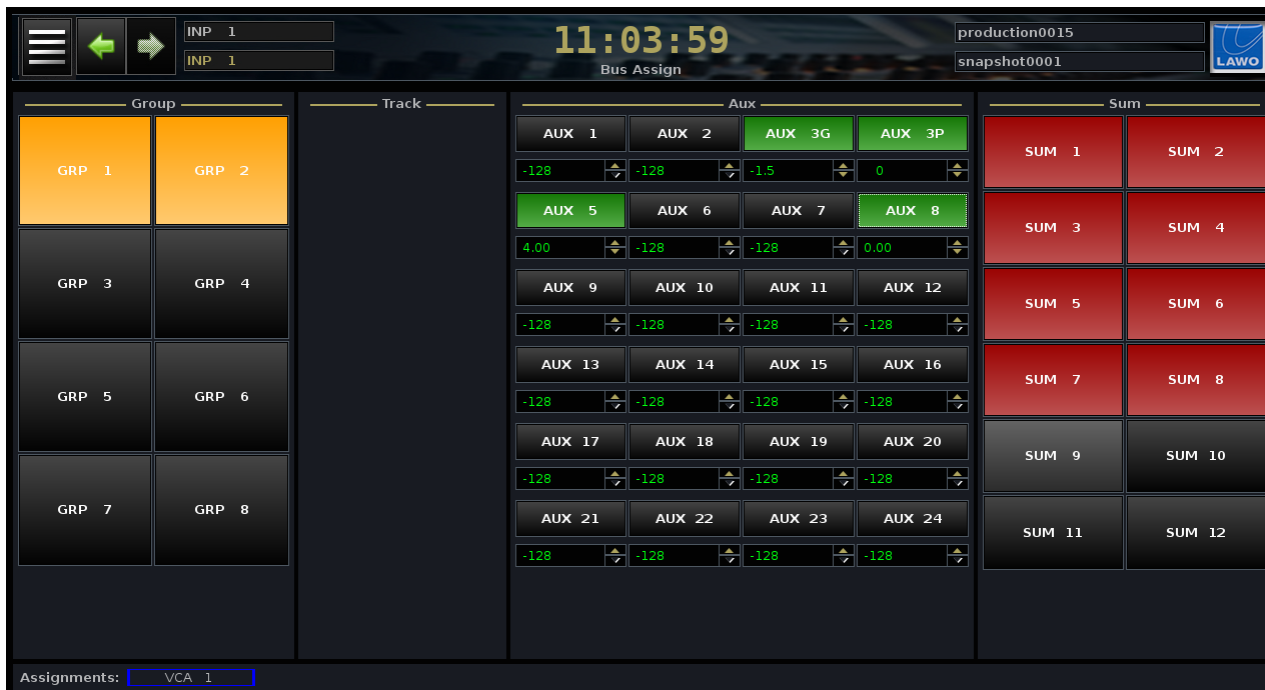 INP 1
INP 1
11:03:59
Bus Assign
production0015
snapshot0001
LAWO
Group
GRP 1 GRP 2
GRP 3 GRP 4
GRP 5 GRP 6
GRP 7 GRP 8
Track
Aux
AUX 1 AUX 2 AUX 3G AUX 3P
-128 -128 -1.5 0
AUX 5 AUX 6 AUX 7 AUX 8
4.00 -128 -128 0.00
AUX 9 AUX 10 AUX 11 AUX 12
-128 -128 -128 -128
AUX 13 AUX 14 AUX 15 AUX 16
-128 -128 -128 -128
AUX 17 AUX 18 AUX 19 AUX 20
-128 -128 -128 -128
AUX 21 AUX 22 AUX 23 AUX 24
-128 -128 -128 -128
Sum
SUM 1 SUM 2
SUM 3 SUM 4
SUM 5 SUM 6
SUM 7 SUM 8
SUM 9 SUM 10
SUM 11 SUM 12
Assignments: VCA 1